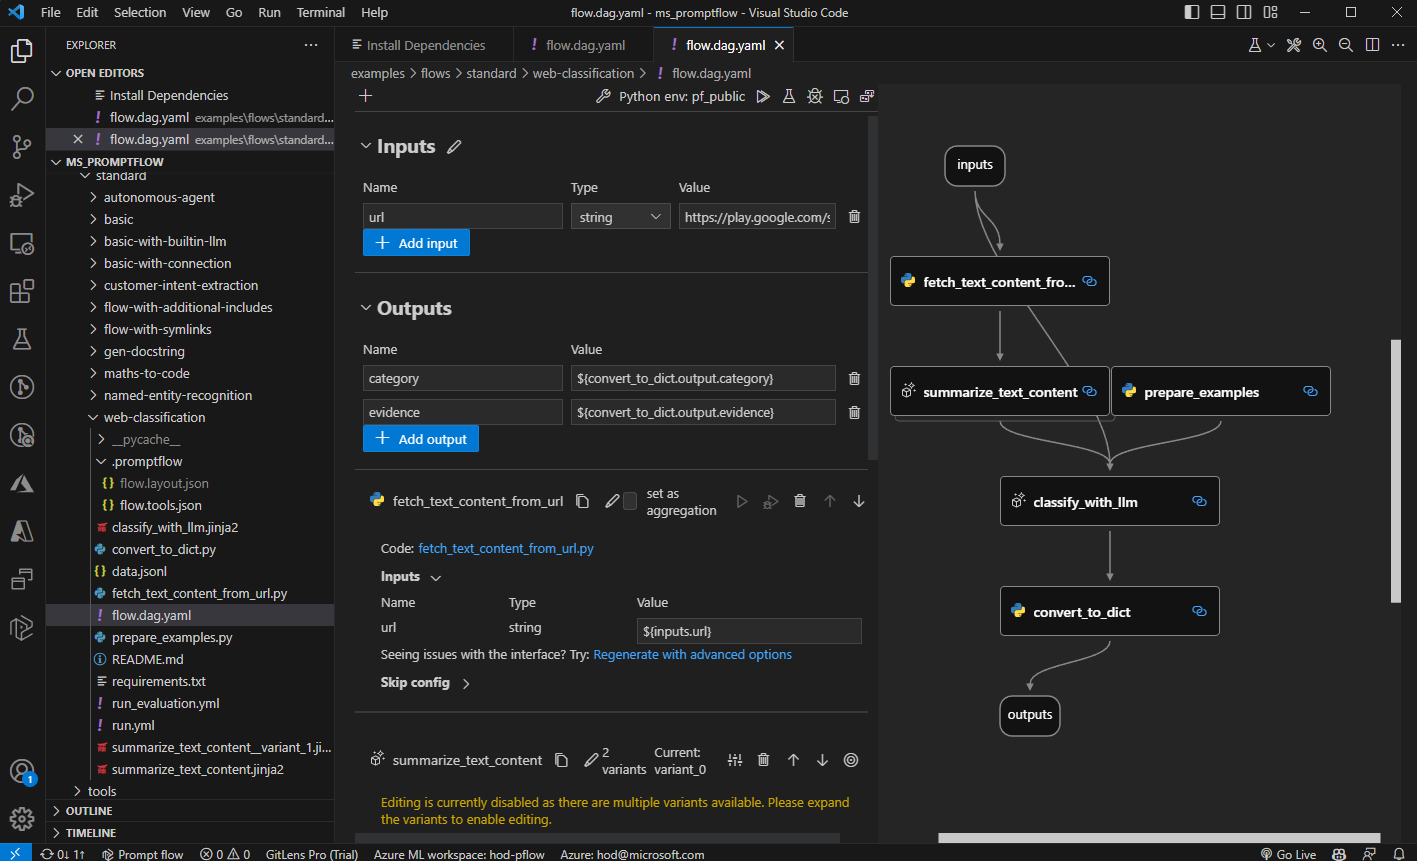 File Edit Selection View Go Run Terminal Help
flow.dag.yaml - ms_promptflow - Visual Studio Code
EXPLORER
OPEN EDITORS
Install Dependencies
! flow.dag.yaml examples\flows\standard...
! flow.dag.yaml examples\flows\standard...
MS_PROMPTFLOW
standard
autonomous-agent
basic
basic-with-builtin-llm
basic-with-connection
customer-intent-extraction
flow-with-additional-includes
flow-with-symlinks
gen-docstring
maths-to-code
named-entity-recognition
web-classification
__pycache__
.promptflow
{} flow.layout.json
{} flow.tools.json
classify_with_llm.jinja2
convert_to_dict.py
{} data.jsonl
fetch_text_content_from_url.py
! flow.dag.yaml
prepare_examples.py
README.md
requirements.txt
! run_evaluation.yml
! run.yml
summarize_text_content__variant_1.ji...
summarize_text_content.jinja2
tools
OUTLINE
TIMELINE
1
Install Dependencies
! flow.dag.yaml
! flow.dag.yaml
examples > flows > standard > web-classification > ! flow.dag.yaml
Python env: pf_public
Inputs
Name Type Value
url string https://play.google.com/s
Add input
Outputs
Name Value
category ${convert_to_dict.output.category}
evidence ${convert_to_dict.output.evidence}
Add output
fetch_text_content_from_url
set as
aggregation
Code: fetch_text_content_from_url.py
Inputs
Name Type Value
url string ${inputs.url}
Seeing issues with the interface? Try: Regenerate with advanced options
Skip config
summarize_text_content
2
variants
Current:
variant_0
Editing is currently disabled as there are multiple variants available. Please expand
the variants to enable editing.
inputs
fetch_text_content_fro...
summarize_text_content
prepare_examples
classify_with_llm
convert_to_dict
outputs
0↓ 1↑ Prompt flow 0 0 GitLens Pro (Trial) Azure ML workspace: hod-pflow Azure: hod@microsoft.com Go Live